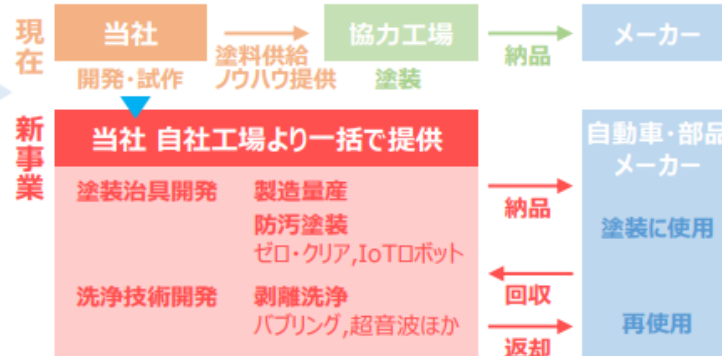 現在
当社
開発・試作
塗料供給
ノウハウ提供
協力工場
塗装
納品
メーカー
新事業
当社 自社工場より一括で提供
塗装治具開発
製造量産
防汚塗装
ゼロ・クリア,IoTロボット
洗浄技術開発
剥離洗浄
バブリング,超音波ほか
納品
回収
返却
自動車・部品
メーカー
塗装に使用
再使用